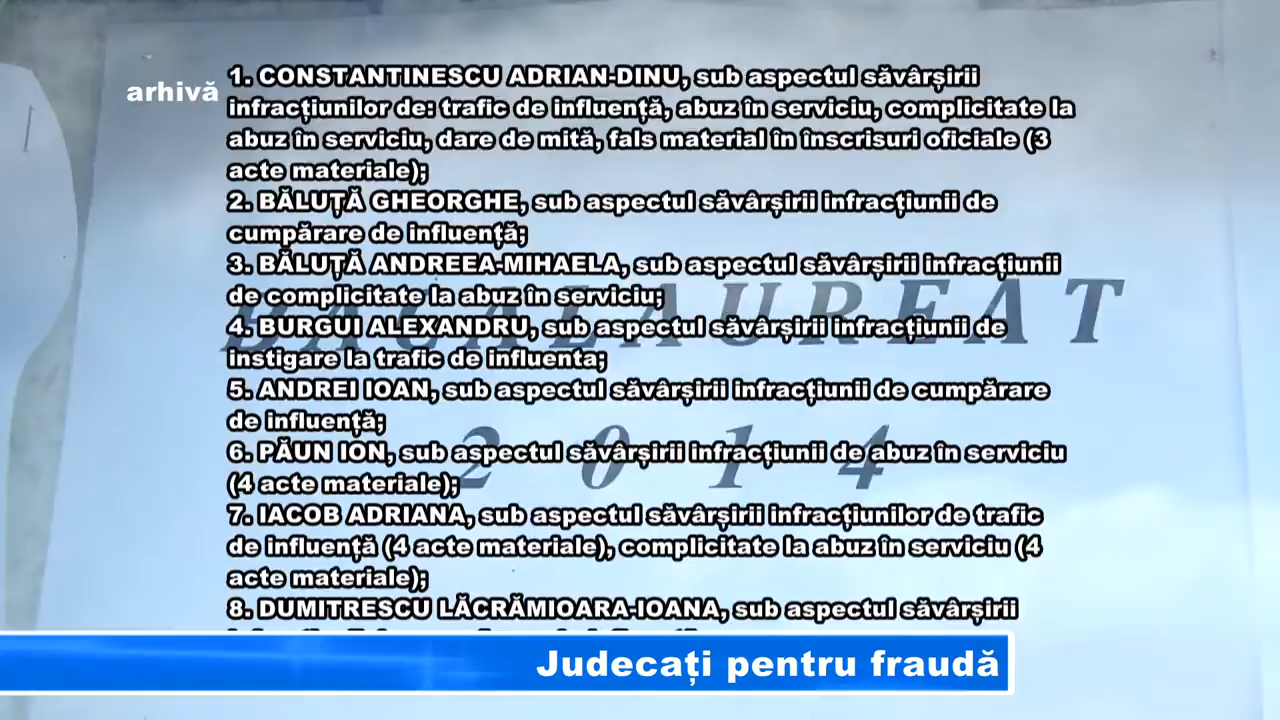 arhivă
1. CONSTANTINESCU ADRIAN-DINU, sub aspectul săvârșirii
infracțiunilor de: trafic de influență, abuz în serviciu, complicitate la
abuz în serviciu, dare de mită, fals material în înscrisuri oficiale (3
acte materiale);
2. BĂLUȚĂ GHEORGHE, sub aspectul săvârșirii infracțiunii de
cumpărare de influență;
3. BĂLUȚĂ ANDREEA-MIHAELA, sub aspectul săvârșirii infracțiunii
de complicitate la abuz în serviciu;
BACALAUREAT
4. BURGUI ALEXANDRU, sub aspectul săvârșirii infracțiunii de
instigare la trafic de influenta;
5. ANDREI IOAN, sub aspectul săvârșirii infracțiunii de cumpărare
de influență;
2014
6. PĂUN ION, sub aspectul săvârșirii infracțiunii de abuz în serviciu
(4 acte materiale);
7. IACOB ADRIANA, sub aspectul săvârșirii infracțiunilor de trafic
de influență (4 acte materiale), complicitate la abuz în serviciu (4
acte materiale);
8. DUMITRESCU LĂCRĂMIOARA-IOANA, sub aspectul săvârșirii
Judecați pentru fraudă